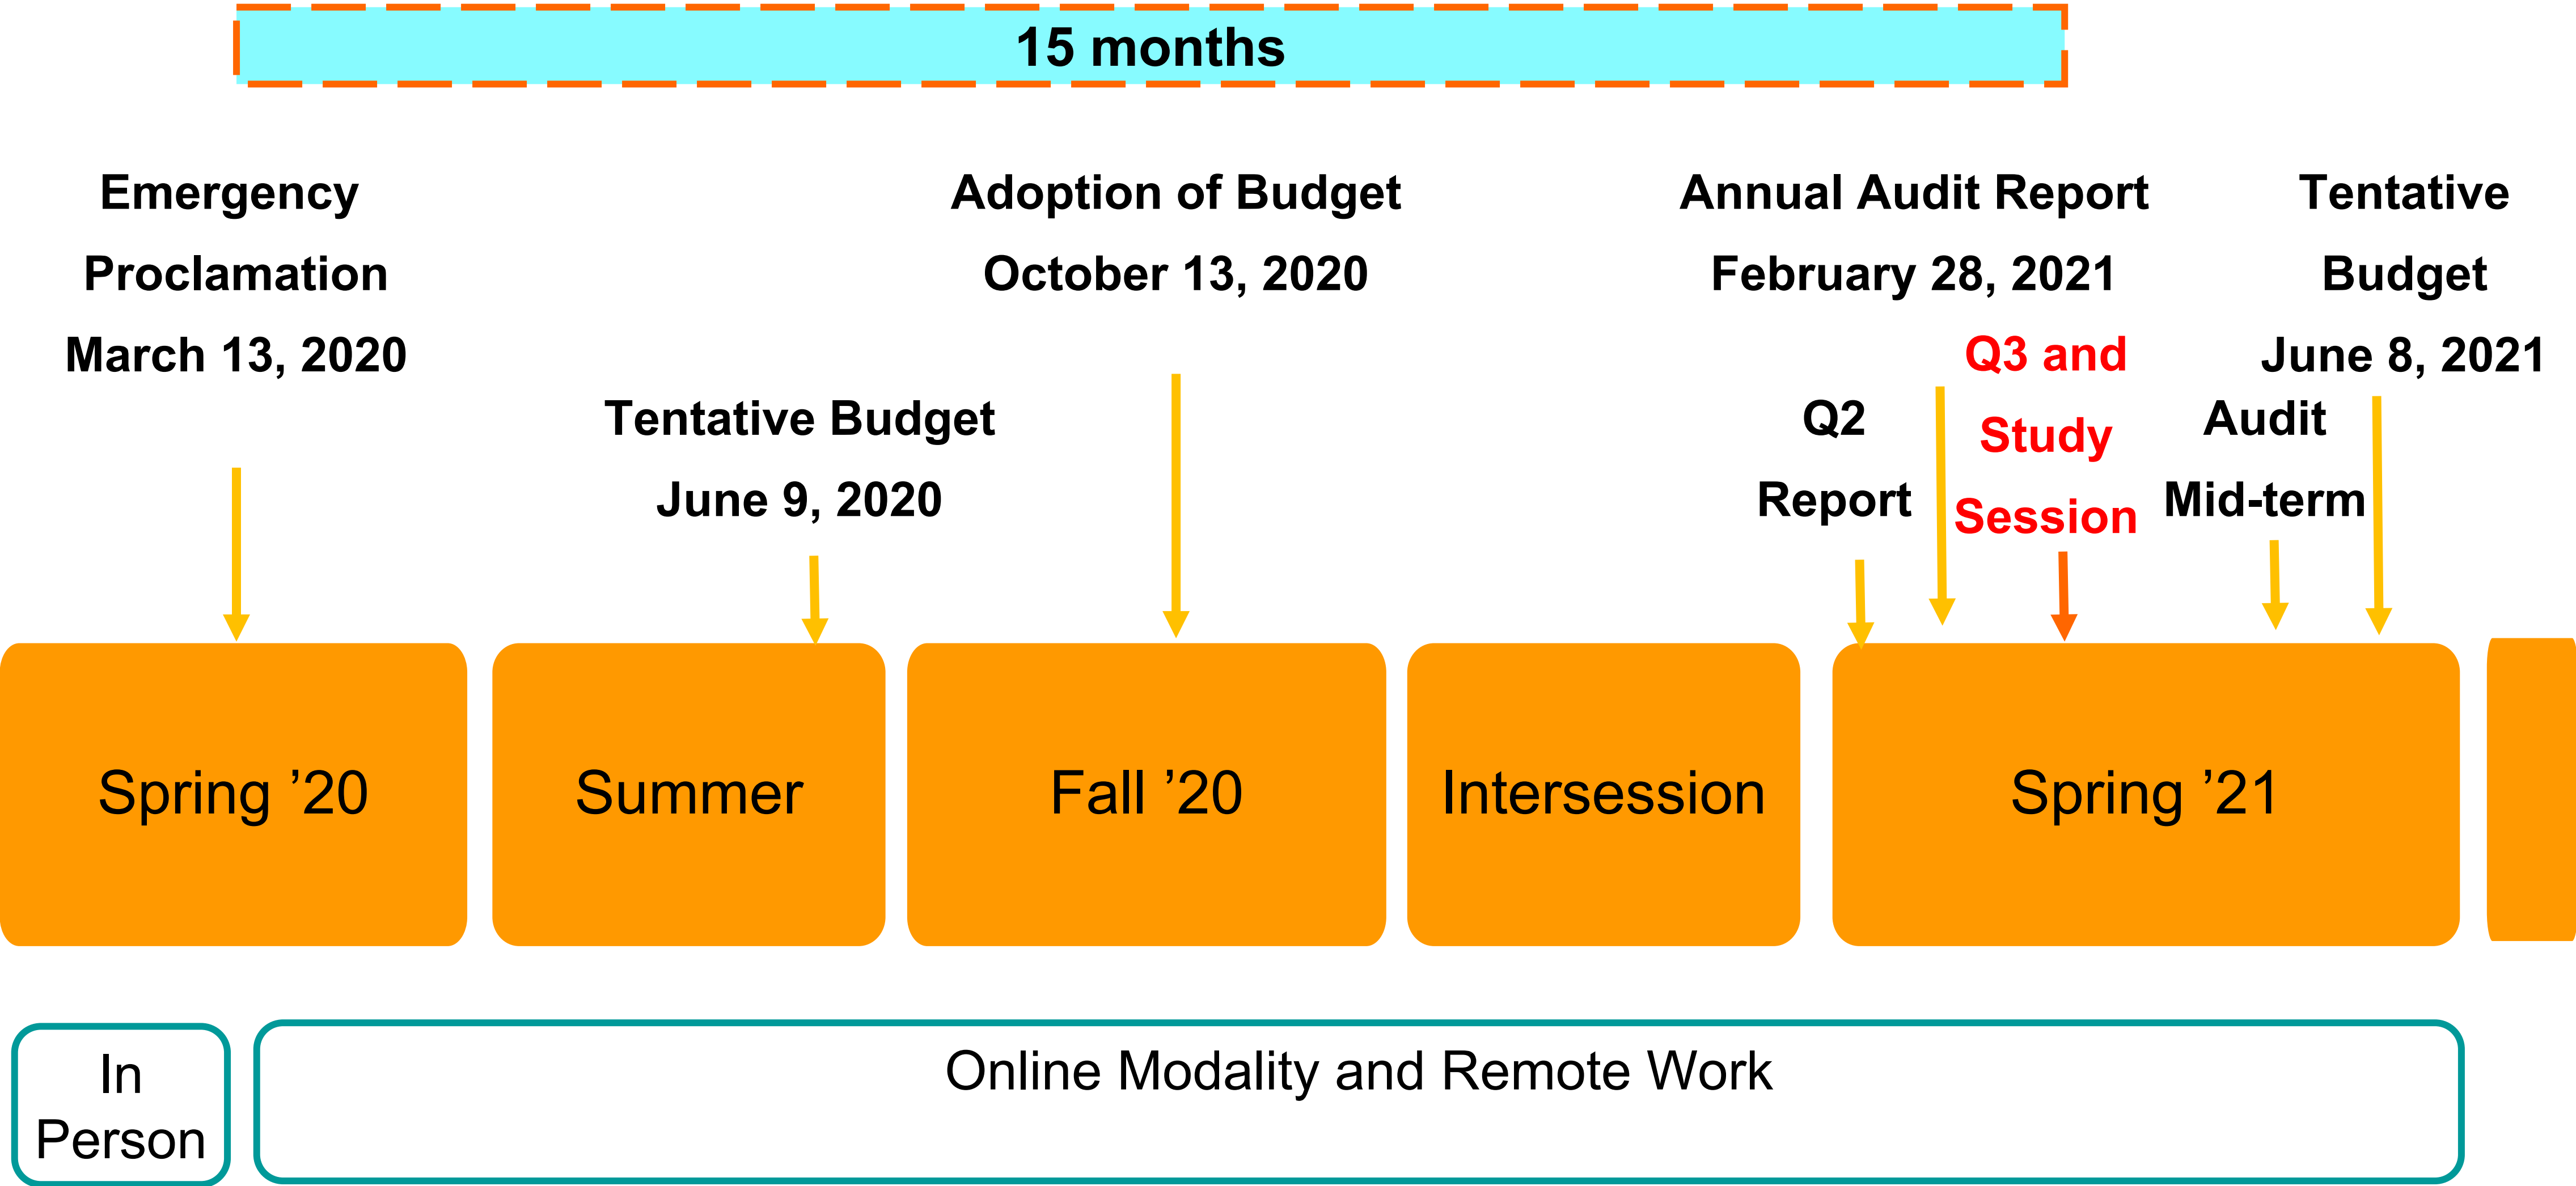 15 months
Emergency
Proclamation
March 13, 2020
Tentative Budget
June 9, 2020
Adoption of Budget
October 13, 2020
Q2
Report
Annual Audit Report
February 28, 2021
Q3 and
Study
Session
Audit
Mid-term
Tentative
Budget
June 8, 2021
Spring ’20
Summer
Fall ’20
Intersession
Spring ’21
In
Person
Online Modality and Remote Work